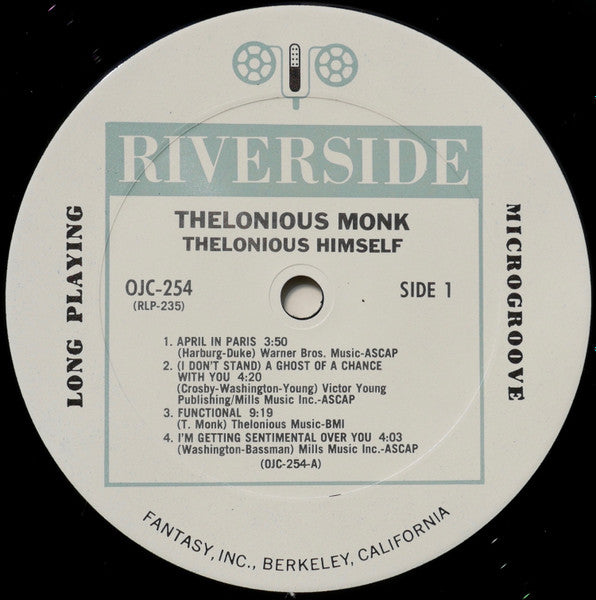 RIVERSIDE
THELONIOUS MONK
THELONIOUS HIMSELF
LONG PLAYING
MICROGROOVE
OJC-254
(RLP-235)
SIDE 1
1. APRIL IN PARIS 3:50
(Harburg-Duke) Warner Bros. Music-ASCAP
2. (I DON'T STAND) A GHOST OF A CHANCE
WITH YOU 4:20
(Crosby-Washington-Young) Victor Young
Publishing/Mills Music Inc.-ASCAP
3. FUNCTIONAL 9:19
(T. Monk) Thelonious Music-BMI
4. I'M GETTING SENTIMENTAL OVER YOU 4:03
(Washington-Bassman) Mills Music Inc.-ASCAP
(OJC-254-A)
FANTASY, INC., BERKELEY, CALIFORNIA